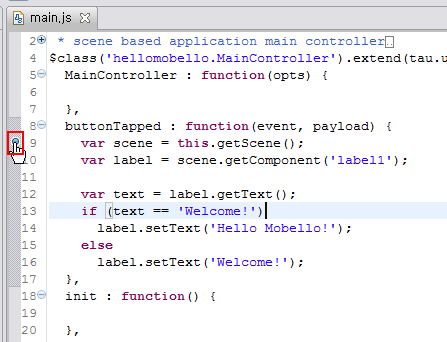 main.js
2 * scene based application main controller
4 $class('hellomobello.MainController').extend(tau.u
5 MainController : function(opts) {
6
7 },
8 buttonTapped : function(event, payload) {
9 var scene = this.getScene();
10 var label = scene.getComponent('label1');
11
12 var text = label.getText();
13 if (text == 'Welcome!')
14 label.setText('Hello Mobello!');
15 else
16 label.setText('Welcome!');
17 },
18 init : function() {
19
20 },